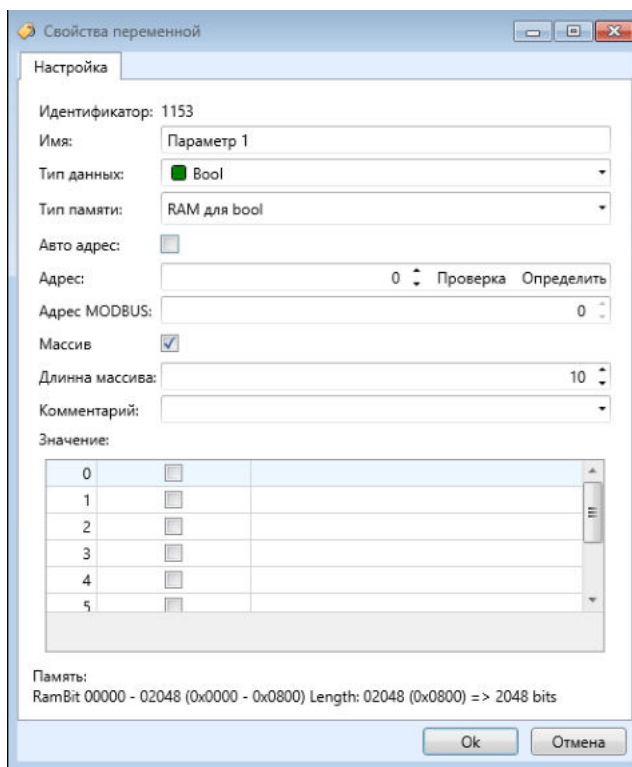 Свойства переменной
Настройка
Идентификатор: 1153
Имя: Параметр 1
Тип данных: Bool
Тип памяти: RAM для bool
Авто адрес:
Адрес: 0 Проверка Определить
Адрес MODBUS: 0
Массив
Длинна массива: 10
Комментарий:
Значение:
0
1
2
3
4
5
Память:
RamBit 00000 - 02048 (0x0000 - 0x0800) Length: 02048 (0x0800) => 2048 bits
Ok Отмена